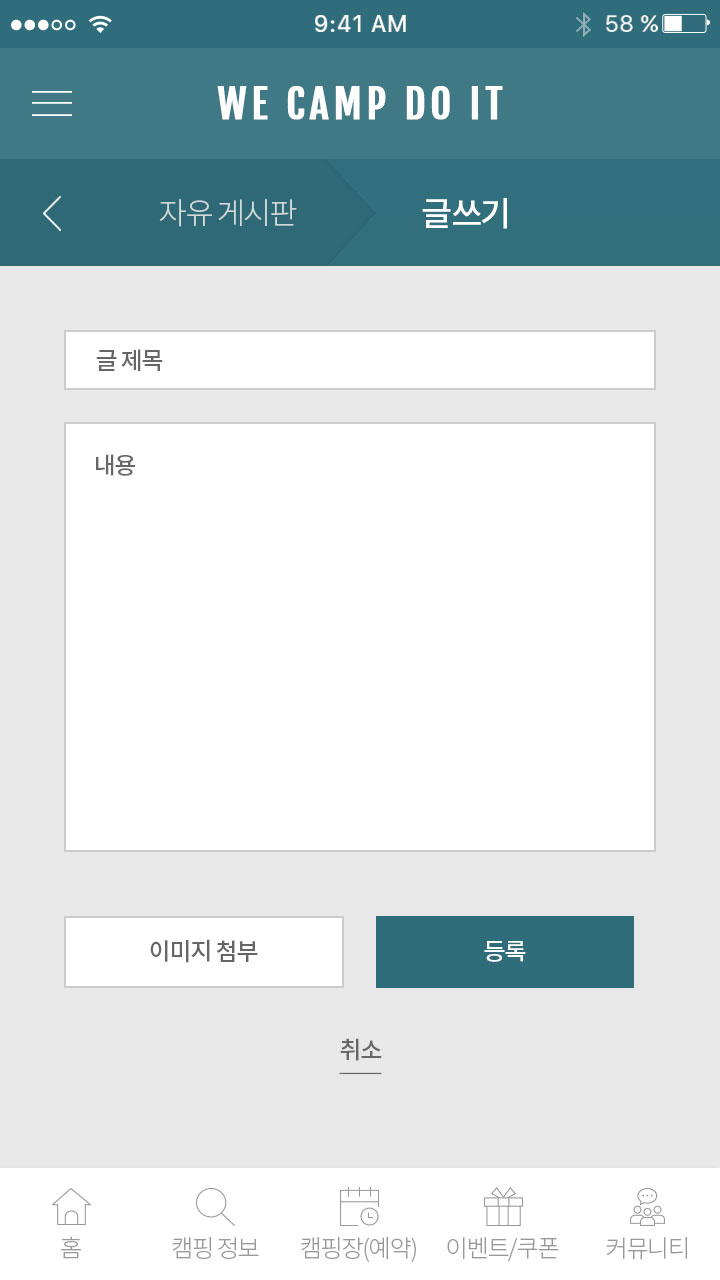 9:41 AM
58 %
WE CAMP DO IT
자유 게시판
글쓰기
글 제목
내용
이미지 첨부
등록
취소
홈
캠핑 정보
캠핑장(예약)
이벤트/쿠폰
커뮤니티